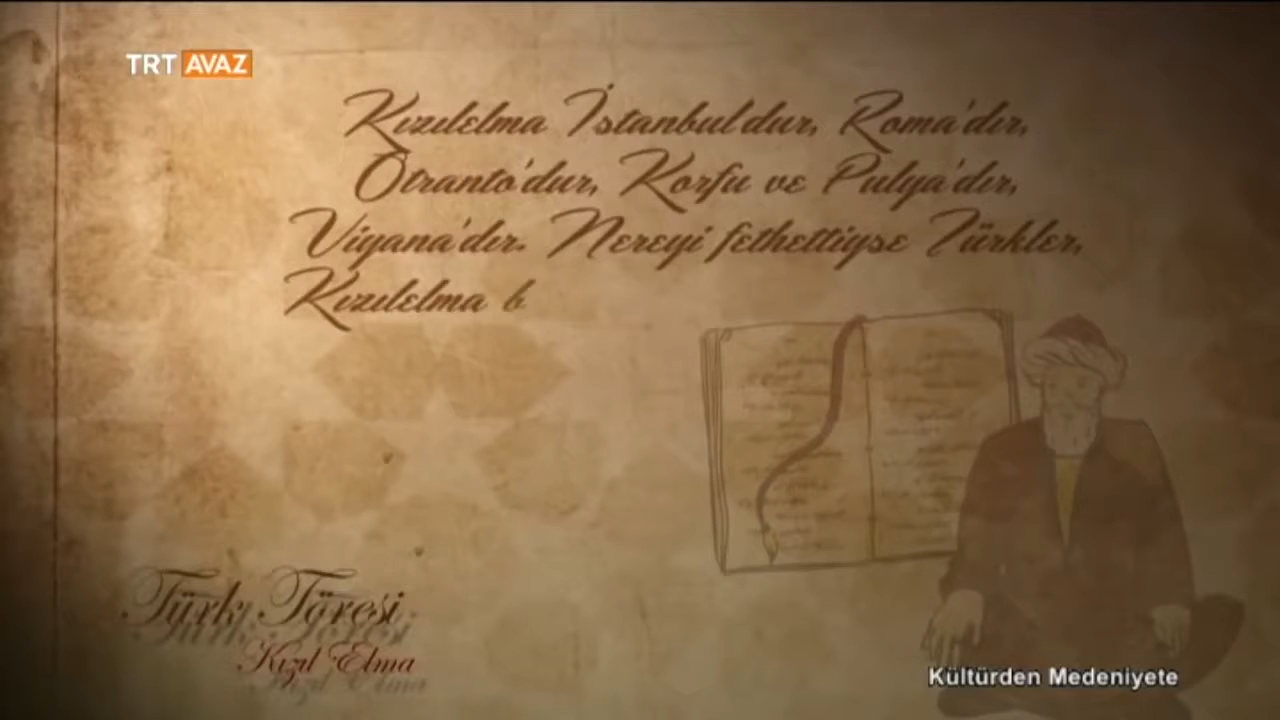 TRT AVAZ
Kızılelma İstanbul'dur, Roma'dır,
Otranto'dur, Korfu ve Pulya'dır,
Viyana'dır. Nereyi fethettiyse Türkler,
Kızılelma b
Türk Töresi
Kızıl Elma
Kültürden Medeniyete